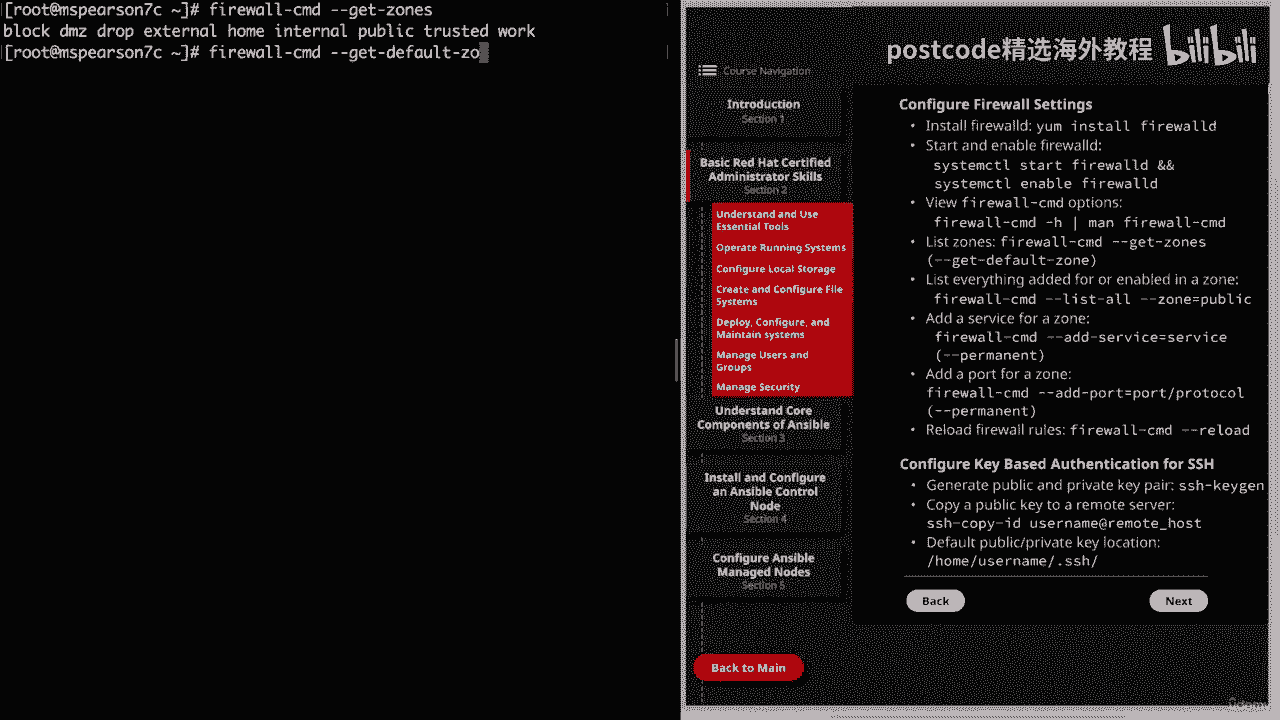 [root@mspearson7c ~]# firewall-cmd --get-zones
block dmz drop external home internal public trusted work
[root@mspearson7c ~]# firewall-cmd --get-default-zo
postcode精选海外教程 bilibili
Course Navigation
Introduction
Section 1
Basic Red Hat Certified
Administrator Skills
Section 2
Understand and Use
Essential Tools
Operate Running Systems
Configure Local Storage
Create and Configure File
Systems
Deploy, Configure, and
Maintain systems
Manage Users and
Groups
Manage Security
Understand Core
Components of Ansible
Section 3
Install and Configure
an Ansible Control
Node
Section 4
Configure Ansible
Managed Nodes
Section 5
Back to Main
Configure Firewall Settings
• Install firewalld: yum install firewalld
• Start and enable firewalld:
systemctl start firewalld &&
systemctl enable firewalld
• View firewall-cmd options:
firewall-cmd -h | man firewall-cmd
• List zones: firewall-cmd --get-zones
(--get-default-zone)
• List everything added for or enabled in a zone:
firewall-cmd --list-all --zone=public
• Add a service for a zone:
firewall-cmd --add-service=service
(--permanent)
• Add a port for a zone:
firewall-cmd --add-port=port/protocol
(--permanent)
• Reload firewall rules: firewall-cmd --reload
Configure Key Based Authentication for SSH
• Generate public and private key pair: ssh-keygen
• Copy a public key to a remote server:
ssh-copy-id username@remote_host
• Default public/private key location:
/home/username/.ssh/
Back
Next
Udemy